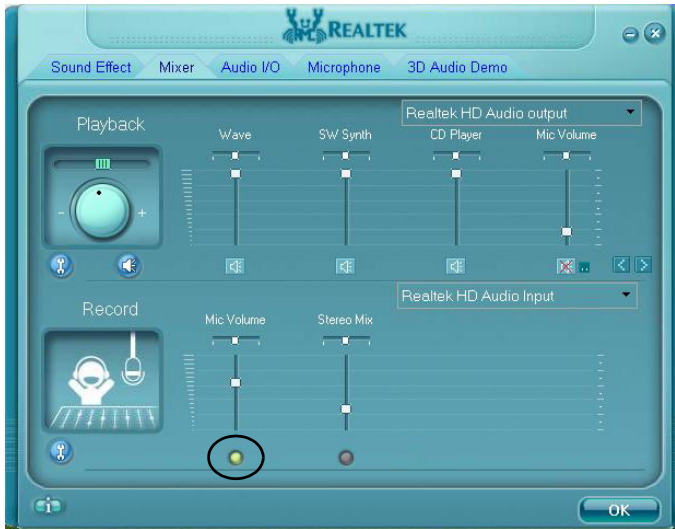 REALTEK
Sound Effect Mixer Audio I/O Microphone 3D Audio Demo
Playback
Realtek HD Audio output
Wave SW Synth CD Player Mic Volume
- +
Record
Realtek HD Audio Input
Mic Volume Stereo Mix
i
OK